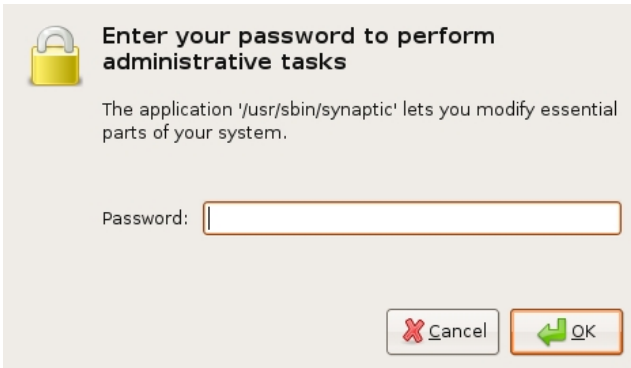 Enter your password to perform
administrative tasks
The application '/usr/sbin/synaptic' lets you modify essential
parts of your system.
Password:
Cancel
OK